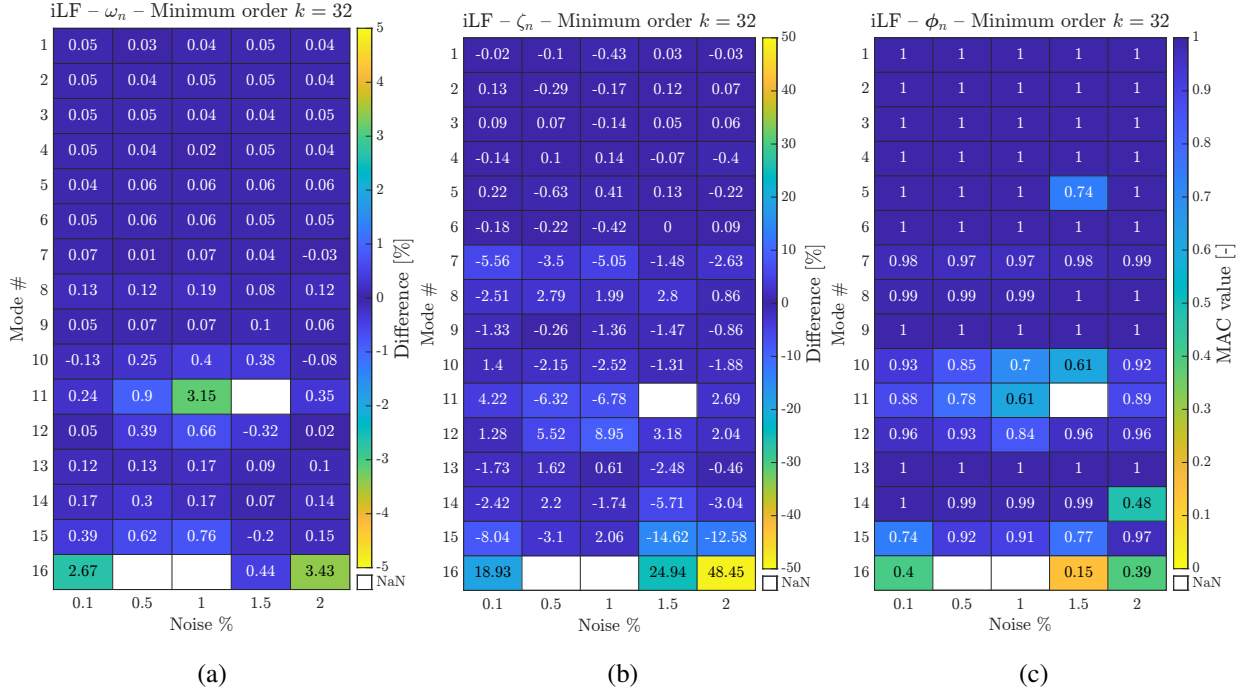 iLF – ωn – Minimum order k = 32
1 0.05 0.03 0.04 0.05 0.04
2 0.05 0.04 0.05 0.05 0.04
3 0.05 0.04 0.04 0.04 0.05
4 0.05 0.04 0.02 0.05 0.04
5 0.04 0.06 0.06 0.06 0.06
6 0.05 0.06 0.06 0.05 0.05
7 0.07 0.01 0.07 0.04 -0.03
8 0.13 0.12 0.19 0.08 0.12
9 0.05 0.07 0.07 0.1 0.06
10 -0.13 0.25 0.4 0.38 -0.08
11 0.24 0.9 3.15 0.35
12 0.05 0.39 0.66 -0.32 0.02
13 0.12 0.13 0.17 0.09 0.1
14 0.17 0.3 0.17 0.07 0.14
15 0.39 0.62 0.76 -0.2 0.15
16 2.67 0.44 3.43
0.1 0.5 1 1.5 2
Noise %
Mode #
5
4
3
2
1
0
-1
-2
-3
-4
-5
NaN
Difference [%]
(a)
iLF – ζn – Minimum order k = 32
1 -0.02 -0.1 -0.43 0.03 -0.03
2 0.13 -0.29 -0.17 0.12 0.07
3 0.09 0.07 -0.14 0.05 0.06
4 -0.14 0.1 0.14 -0.07 -0.4
5 0.22 -0.63 0.41 0.13 -0.22
6 -0.18 -0.22 -0.42 0 0.09
7 -5.56 -3.5 -5.05 -1.48 -2.63
8 -2.51 2.79 1.99 2.8 0.86
9 -1.33 -0.26 -1.36 -1.47 -0.86
10 1.4 -2.15 -2.52 -1.31 -1.88
11 4.22 -6.32 -6.78 2.69
12 1.28 5.52 8.95 3.18 2.04
13 -1.73 1.62 0.61 -2.48 -0.46
14 -2.42 2.2 -1.74 -5.71 -3.04
15 -8.04 -3.1 2.06 -14.62 -12.58
16 18.93 24.94 48.45
0.1 0.5 1 1.5 2
Noise %
Mode #
50
40
30
20
10
0
-10
-20
-30
-40
-50
NaN
Difference [%]
(b)
iLF – ϕn – Minimum order k = 32
1 1 1 1 1 1
2 1 1 1 1 1
3 1 1 1 1 1
4 1 1 1 1 1
5 1 1 1 0.74 1
6 1 1 1 1 1
7 0.98 0.97 0.97 0.98 0.99
8 0.99 0.99 0.99 1 1
9 1 1 1 1 1
10 0.93 0.85 0.7 0.61 0.92
11 0.88 0.78 0.61 0.89
12 0.96 0.93 0.84 0.96 0.96
13 1 1 1 1 1
14 1 0.99 0.99 0.99 0.48
15 0.74 0.92 0.91 0.77 0.97
16 0.4 0.15 0.39
0.1 0.5 1 1.5 2
Noise %
Mode #
1
0.9
0.8
0.7
0.6
0.5
0.4
0.3
0.2
0.1
0
NaN
MAC value [-]
(c)